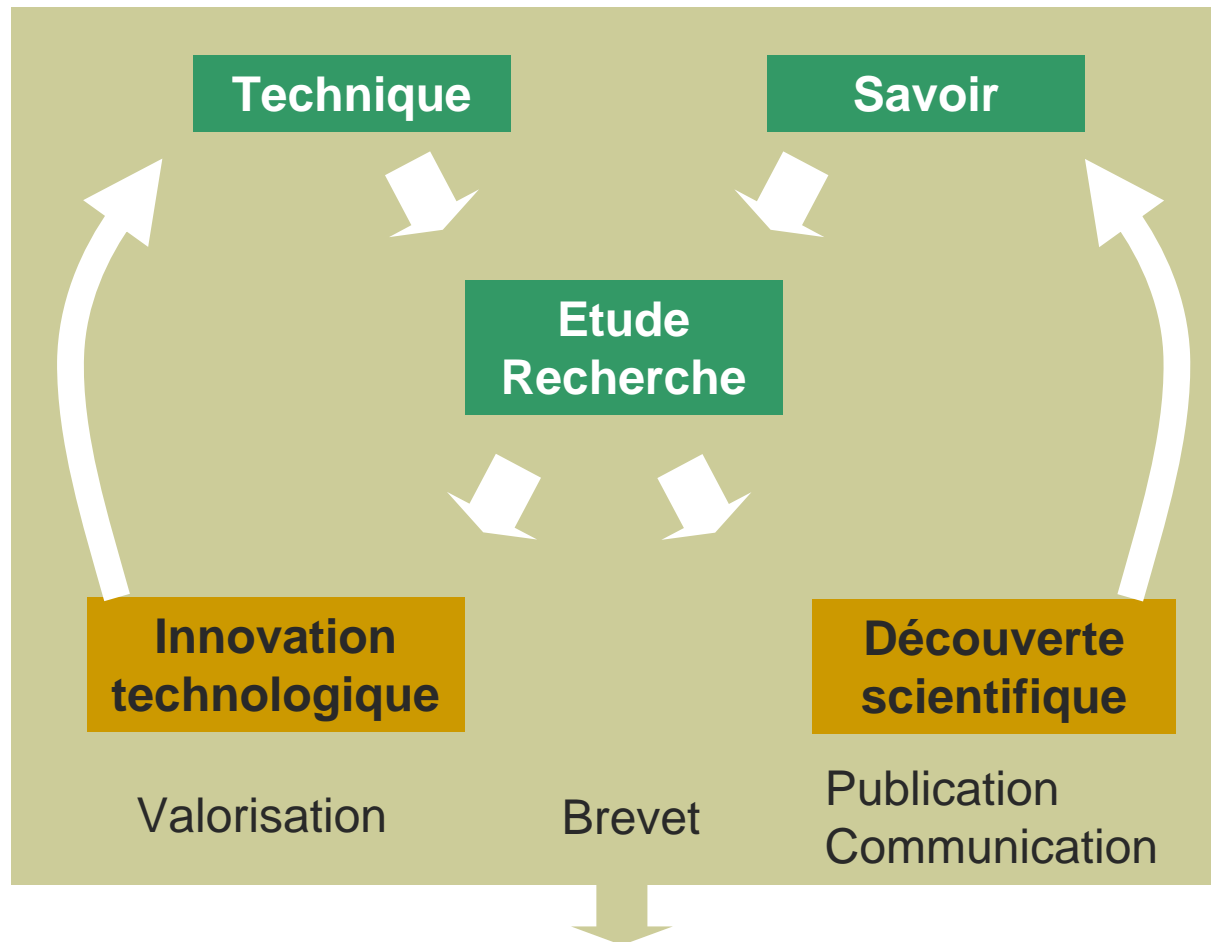 Technique
Savoir
Etude
Recherche
Innovation
technologique
Découverte
scientifique
Valorisation
Brevet
Publication
Communication